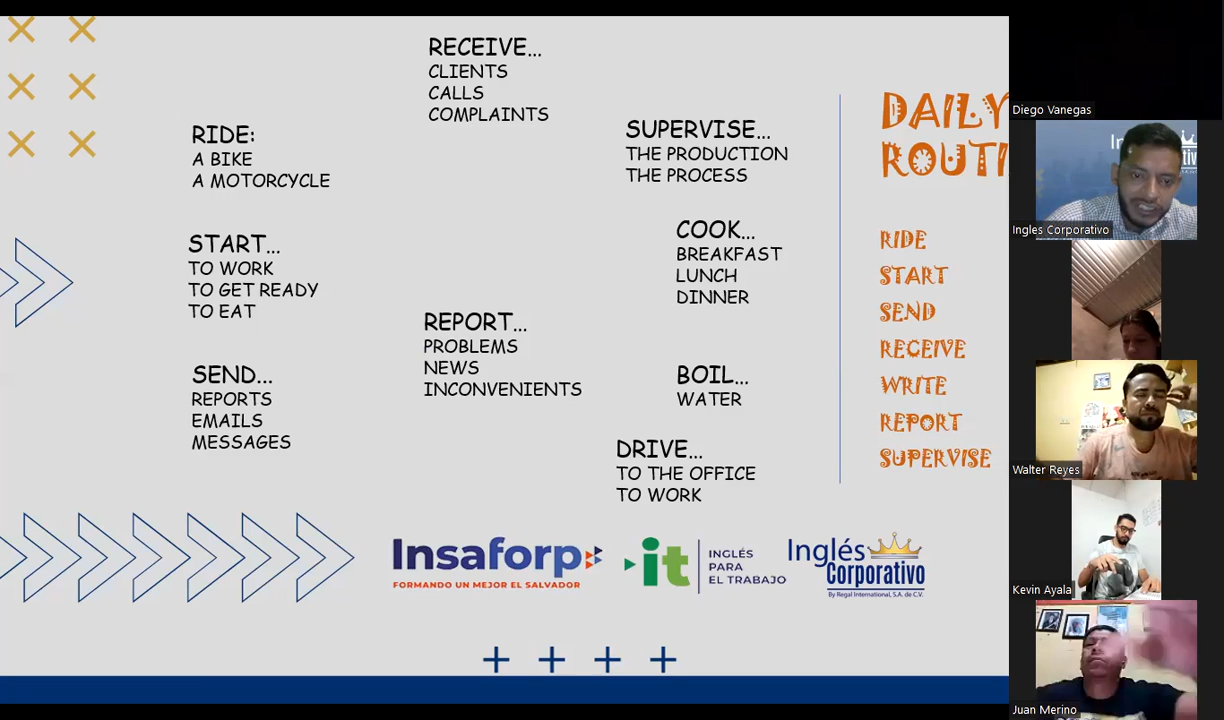 RECEIVE...
CLIENTS
CALLS
COMPLAINTS
RIDE:
A BIKE
A MOTORCYCLE
SUPERVISE...
THE PRODUCTION
THE PROCESS
START...
TO WORK
TO GET READY
TO EAT
COOK...
BREAKFAST
LUNCH
DINNER
REPORT...
PROBLEMS
NEWS
INCONVENIENTS
SEND...
REPORTS
EMAILS
MESSAGES
BOIL...
WATER
DRIVE...
TO THE OFFICE
TO WORK
DAILY
ROUTI
RIDE
START
SEND
RECEIVE
WRITE
REPORT
SUPERVISE
Insaforp
FORMANDO UN MEJOR EL SALVADOR
it
INGLÉS
PARA
EL TRABAJO
Inglés
Corporativo
By Regal International, S.A. de C.V.
Diego Vanegas
Ingles Corporativo
Walter Reyes
Kevin Ayala
Juan Merino